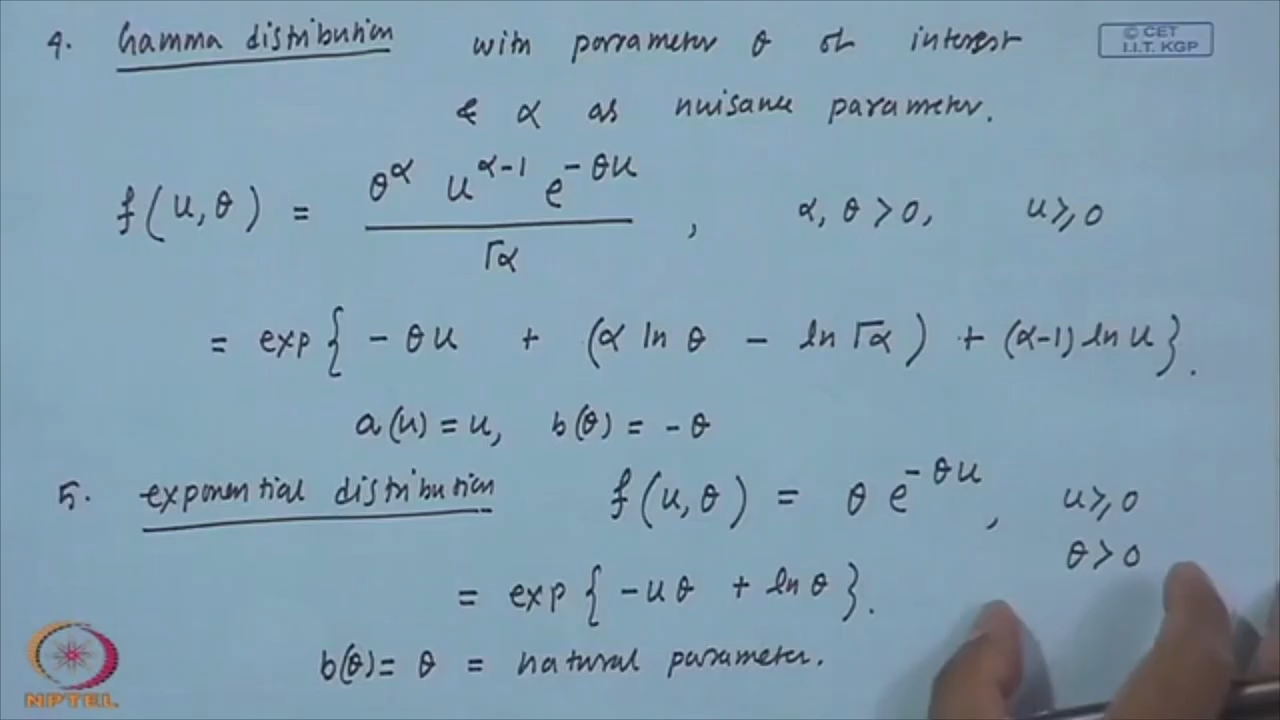 4. Gamma distribution with parameter θ of interest
© CET
I.I.T. KGP
& α as nuisance parameter.
f(u,θ) = θ^α u^(α-1) e^(-θu) / Γα , α, θ > 0, u ≥ 0
= exp{ - θu + (α ln θ - ln Γα) + (α-1) ln u}.
a(u) = u, b(θ) = -θ
5. exponential distribution f(u,θ) = θ e^(-θu), u ≥ 0
θ > 0
= exp{ -uθ + ln θ}.
b(θ) = θ = natural parameter.
NPTEL